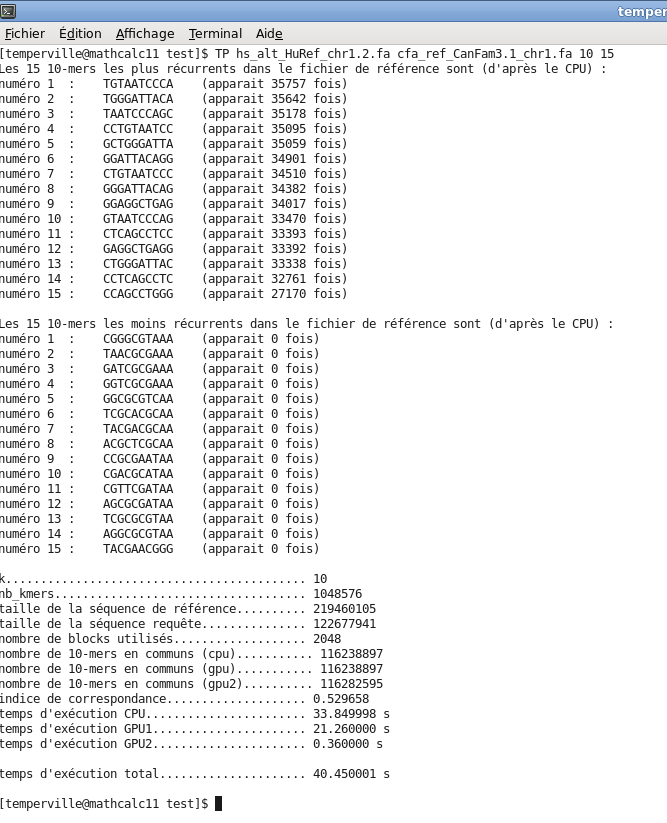 temper
Fichier Édition Affichage Terminal Aide
[temperville@mathcalc11 test]$ TP hs_alt_HuRef_chr1.2.fa cfa_ref_CanFam3.1_chr1.fa 10 15
Les 15 10-mers les plus récurrents dans le fichier de référence sont (d'après le CPU) :
numéro 1  :    TGTAATCCCA    (apparait 35757 fois)
numéro 2  :    TGGGATTACA    (apparait 35642 fois)
numéro 3  :    TAATCCCAGC    (apparait 35178 fois)
numéro 4  :    CCTGTAATCC    (apparait 35095 fois)
numéro 5  :    GCTGGGATTA    (apparait 35059 fois)
numéro 6  :    GGATTACAGG    (apparait 34901 fois)
numéro 7  :    CTGTAATCCC    (apparait 34510 fois)
numéro 8  :    GGGATTACAG    (apparait 34382 fois)
numéro 9  :    GGAGGCTGAG    (apparait 34017 fois)
numéro 10 :    GTAATCCCAG    (apparait 33470 fois)
numéro 11 :    CTCAGCCTCC    (apparait 33393 fois)
numéro 12 :    GAGGCTGAGG    (apparait 33392 fois)
numéro 13 :    CTGGGATTAC    (apparait 33338 fois)
numéro 14 :    CCTCAGCCTC    (apparait 32761 fois)
numéro 15 :    CCAGCCTGGG    (apparait 27170 fois)
Les 15 10-mers les moins récurrents dans le fichier de référence sont (d'après le CPU) :
numéro 1  :    CGGGCGTAAA    (apparait 0 fois)
numéro 2  :    TAACGCGAAA    (apparait 0 fois)
numéro 3  :    GATCGCGAAA    (apparait 0 fois)
numéro 4  :    GGTCGCGAAA    (apparait 0 fois)
numéro 5  :    GGCGCGTCAA    (apparait 0 fois)
numéro 6  :    TCGCACGCAA    (apparait 0 fois)
numéro 7  :    TACGACGCAA    (apparait 0 fois)
numéro 8  :    ACGCTCGCAA    (apparait 0 fois)
numéro 9  :    CCGCGAATAA    (apparait 0 fois)
numéro 10 :    CGACGCATAA    (apparait 0 fois)
numéro 11 :    CGTTCGATAA    (apparait 0 fois)
numéro 12 :    AGCGCGATAA    (apparait 0 fois)
numéro 13 :    TCGCGCGTAA    (apparait 0 fois)
numéro 14 :    AGGCGCGTAA    (apparait 0 fois)
numéro 15 :    TACGAACGGG    (apparait 0 fois)
k........................................... 10
nb_kmers.................................... 1048576
taille de la séquence de référence.......... 219460105
taille de la séquence requête............... 122677941
nombre de blocks utilisés................... 2048
nombre de 10-mers en communs (cpu)........... 116238897
nombre de 10-mers en communs (gpu)........... 116238897
nombre de 10-mers en communs (gpu2).......... 116282595
indice de correspondance.................... 0.529658
temps d'exécution CPU....................... 33.849998 s
temps d'exécution GPU1...................... 21.260000 s
temps d'exécution GPU2...................... 0.360000 s
temps d'exécution total..................... 40.450001 s
[temperville@mathcalc11 test]$